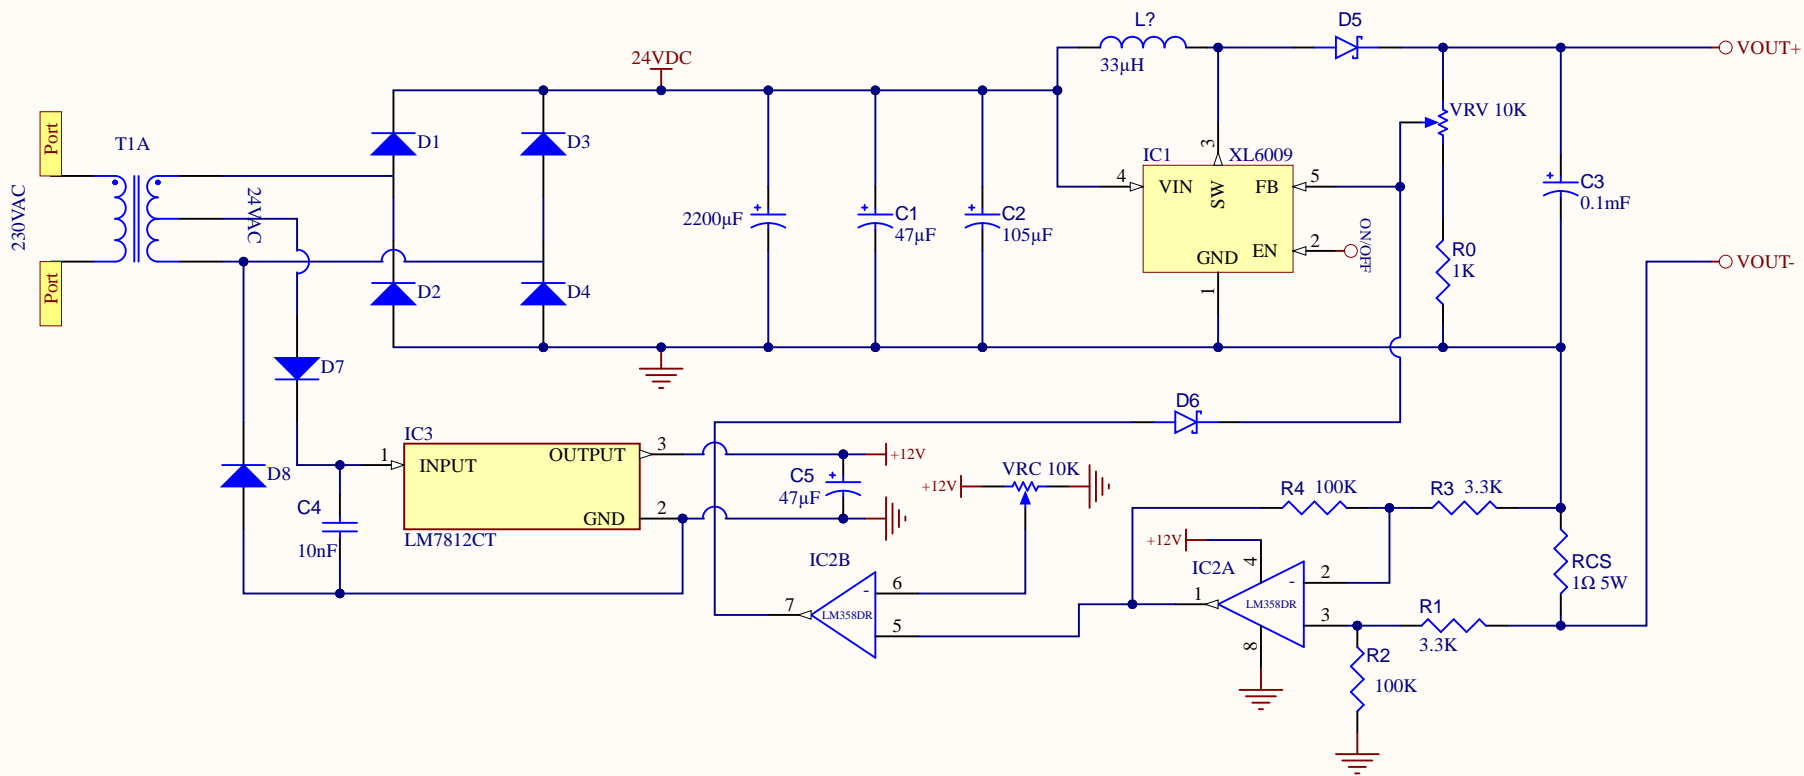 L?
33µH
D5
VOUT+
24VDC
Port
T1A
230VAC
24VAC
Port
D1
D3
D2
D4
2200µF
C1
47µF
C2
105µF
IC1
XL6009
4
VIN
3
SW
FB
5
GND
EN
2
1
ON/OFF
VRV 10K
R0
1K
C3
0.1mF
VOUT-
D7
D8
D6
IC3
1
INPUT
OUTPUT
3
GND
2
LM7812CT
C4
10nF
C5
47µF
+12V
VRC 10K
+12V
R4
100K
R3
3.3K
RCS
1Ω 5W
+12V
IC2B
LM358DR
-
6
5
7
IC2A
LM358DR
-
4
2
3
1
8
R1
3.3K
R2
100K